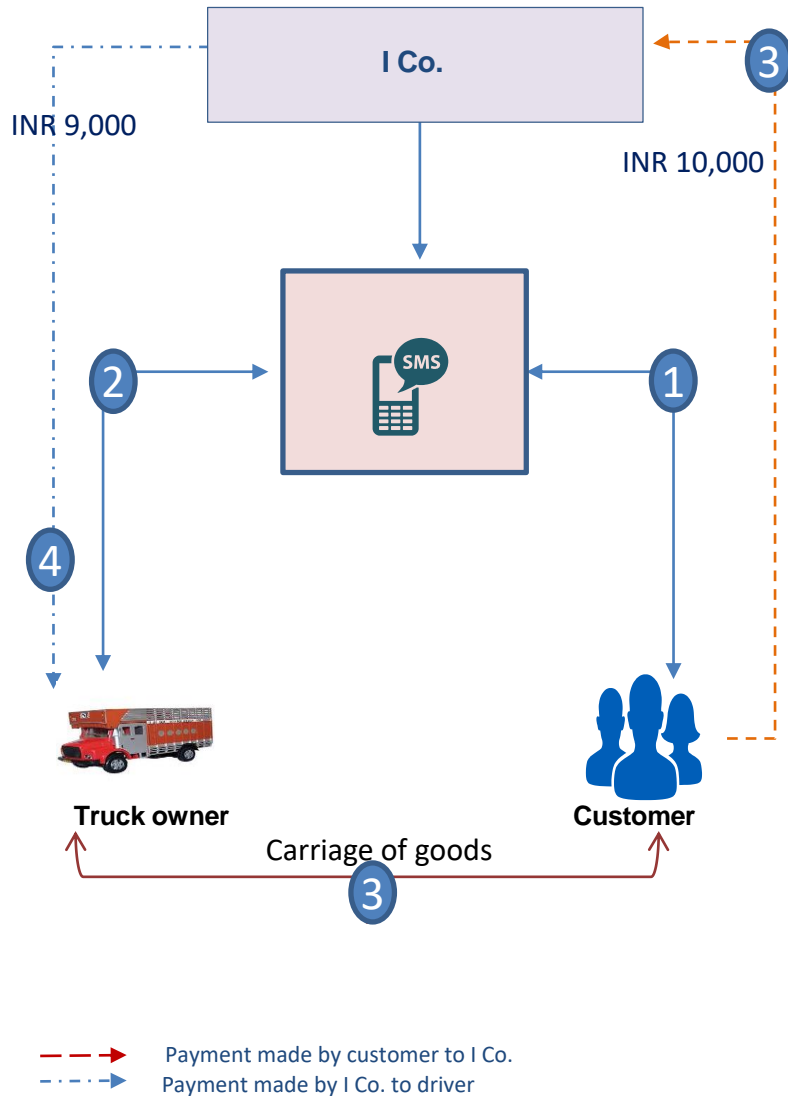 I Co.
3
INR 9,000
INR 10,000
SMS
2
1
4
Truck owner
Customer
Carriage of goods
3
Payment made by customer to I Co.
Payment made by I Co. to driver